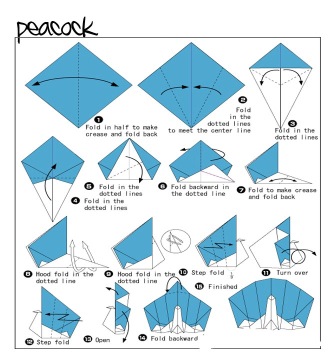 peacock
1
Fold in half to make
crease and fold back
2
Fold
in the
dotted lines
to meet the center line
3
Fold in the
dotted lines
4 Fold in the
dotted lines
5 Fold in the
dotted lines
6 Fold backward in
the dotted line
7 Fold to make crease
and fold back
8 Hood fold in the
dotted line
9 Hood fold in the
dotted line
10 Step fold
11 Turn over
12 Step fold
13 Open
14 Fold backward
15 Finished